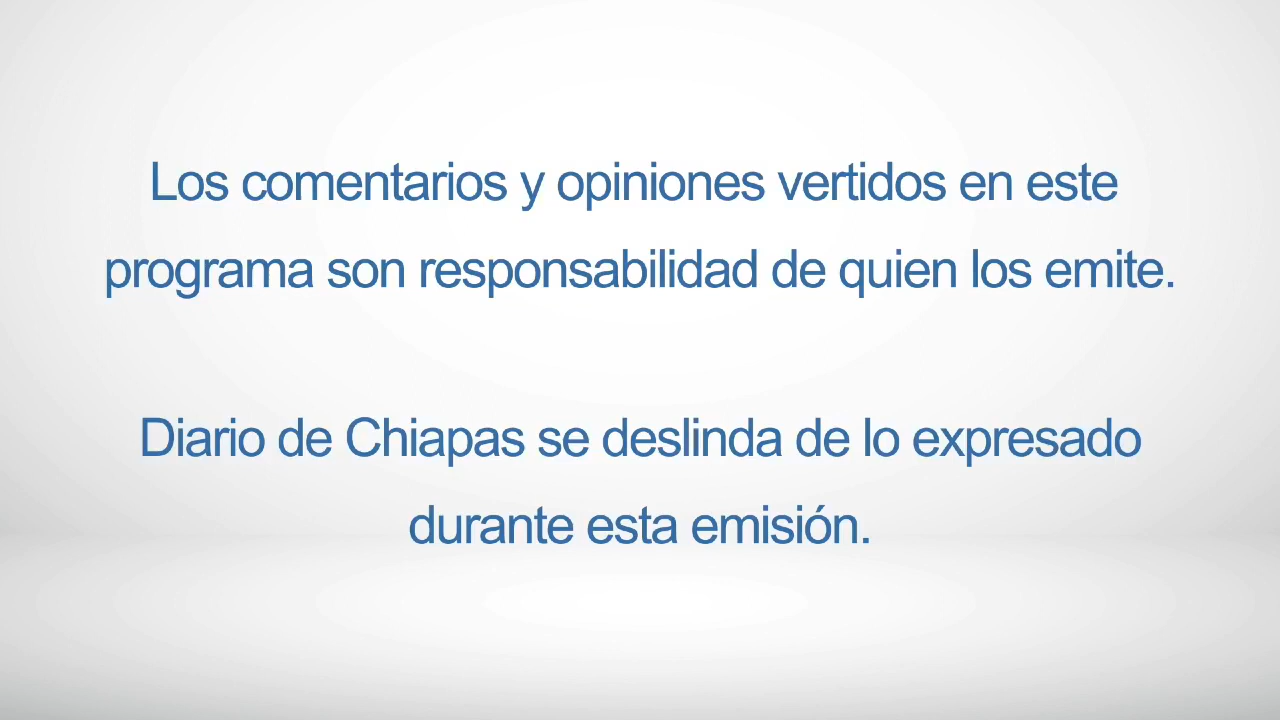 Los comentarios y opiniones vertidos en este
programa son responsabilidad de quien los emite.
Diario de Chiapas se deslinda de lo expresado
durante esta emisión.